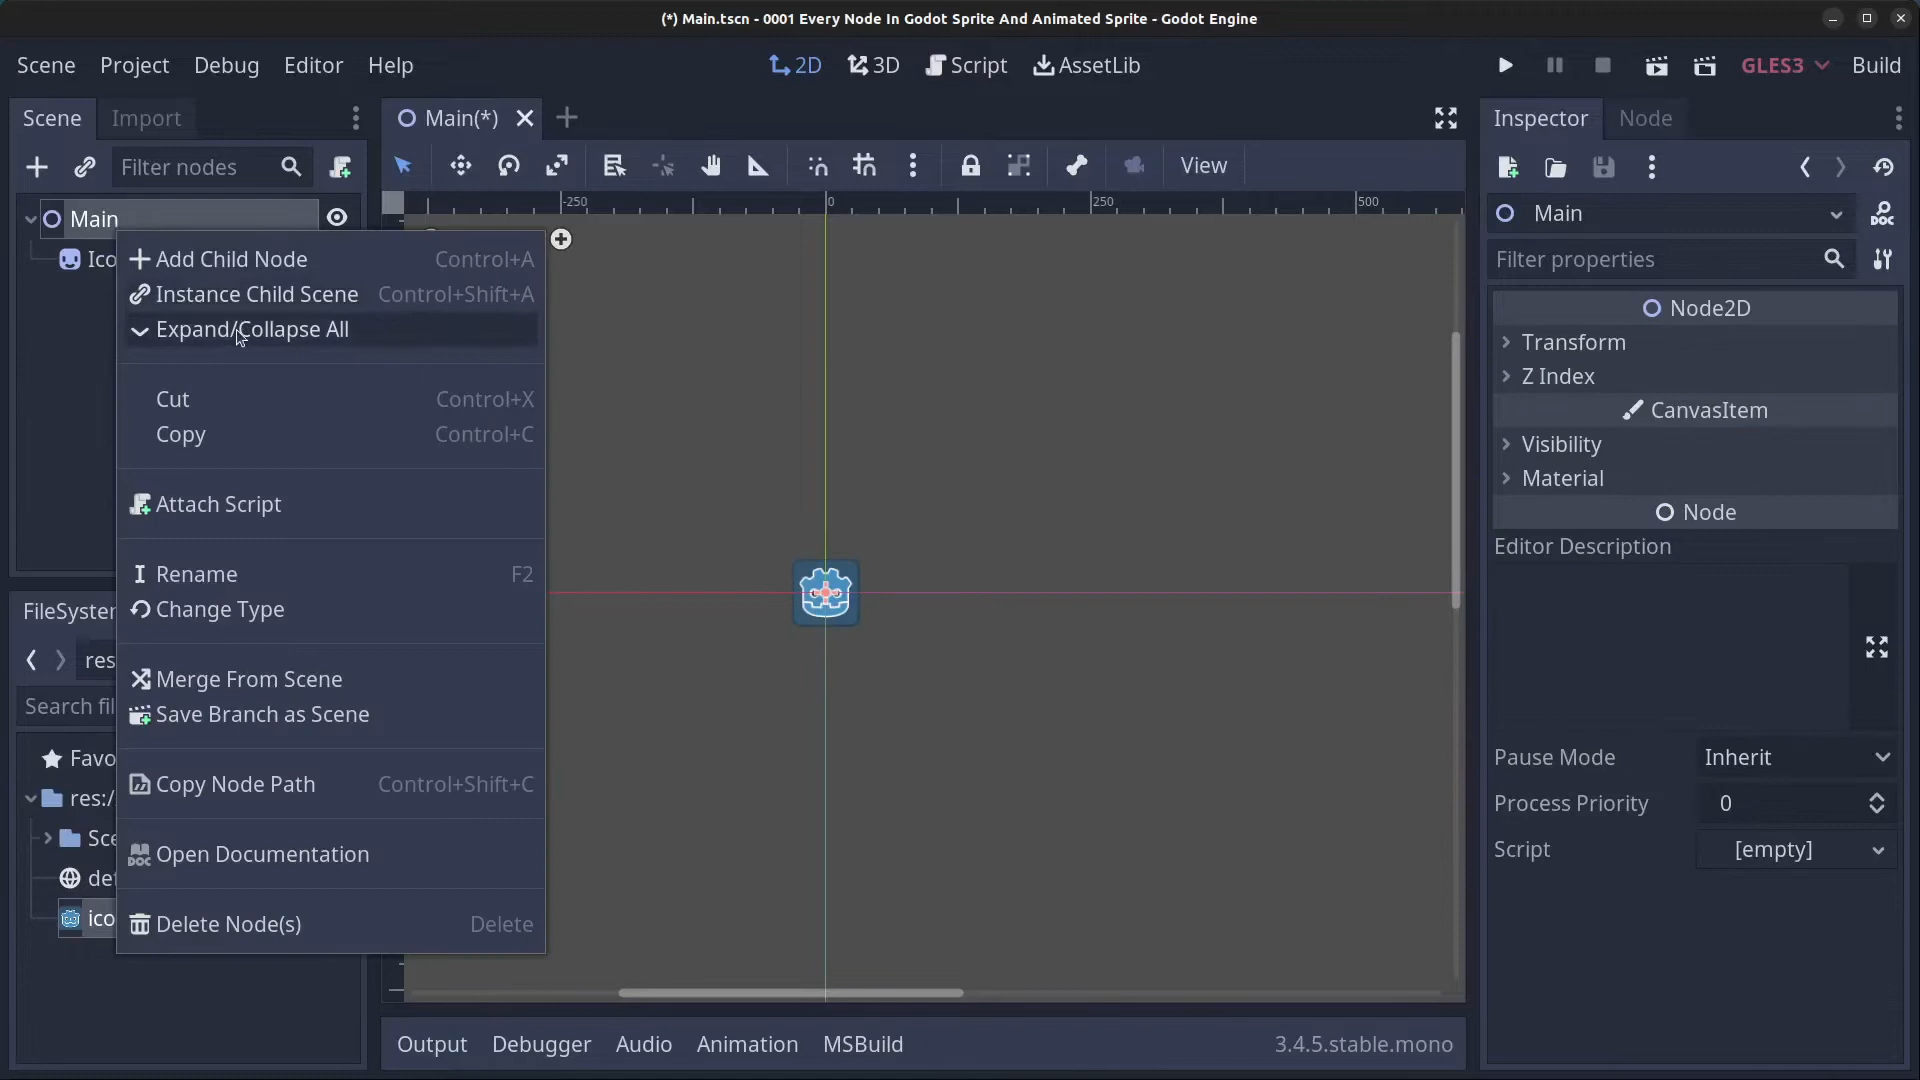 (*) Main.tscn - 0001 Every Node In Godot Sprite And Animated Sprite - Godot Engine
Scene Project Debug Editor Help
2D 3D Script AssetLib
GLES3 Build
Scene Import
Main(*)
Inspector Node
Filter nodes
View
-250 0 250 500
Main
Main
Ico
Filter properties
Add Child Node Control+A
Instance Child Scene Control+Shift+A
Expand/Collapse All
Cut Control+X
Copy Control+C
Attach Script
Rename F2
Change Type
Merge From Scene
Save Branch as Scene
Copy Node Path Control+Shift+C
DOC Open Documentation
Delete Node(s) Delete
FileSystem
res
Search fil
Favo
res:/
Sce
def
ico
DOC
Node2D
Transform
Z Index
CanvasItem
Visibility
Material
Node
Editor Description
Pause Mode Inherit
Process Priority 0
Script [empty]
Output Debugger Audio Animation MSBuild 3.4.5.stable.mono